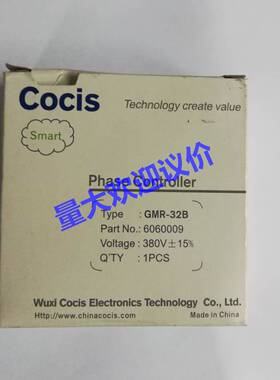 Cocis
Technology create value
Smart
Phase Controller
量大欢迎议价
Type : GMR-32B
Part No.: 6060009
Voltage : 380V±15%
Q'TY : 1PCS
Wuxi Cocis Electronics Technology Co., Ltd.
Http://www.chinacocis.com Made in China